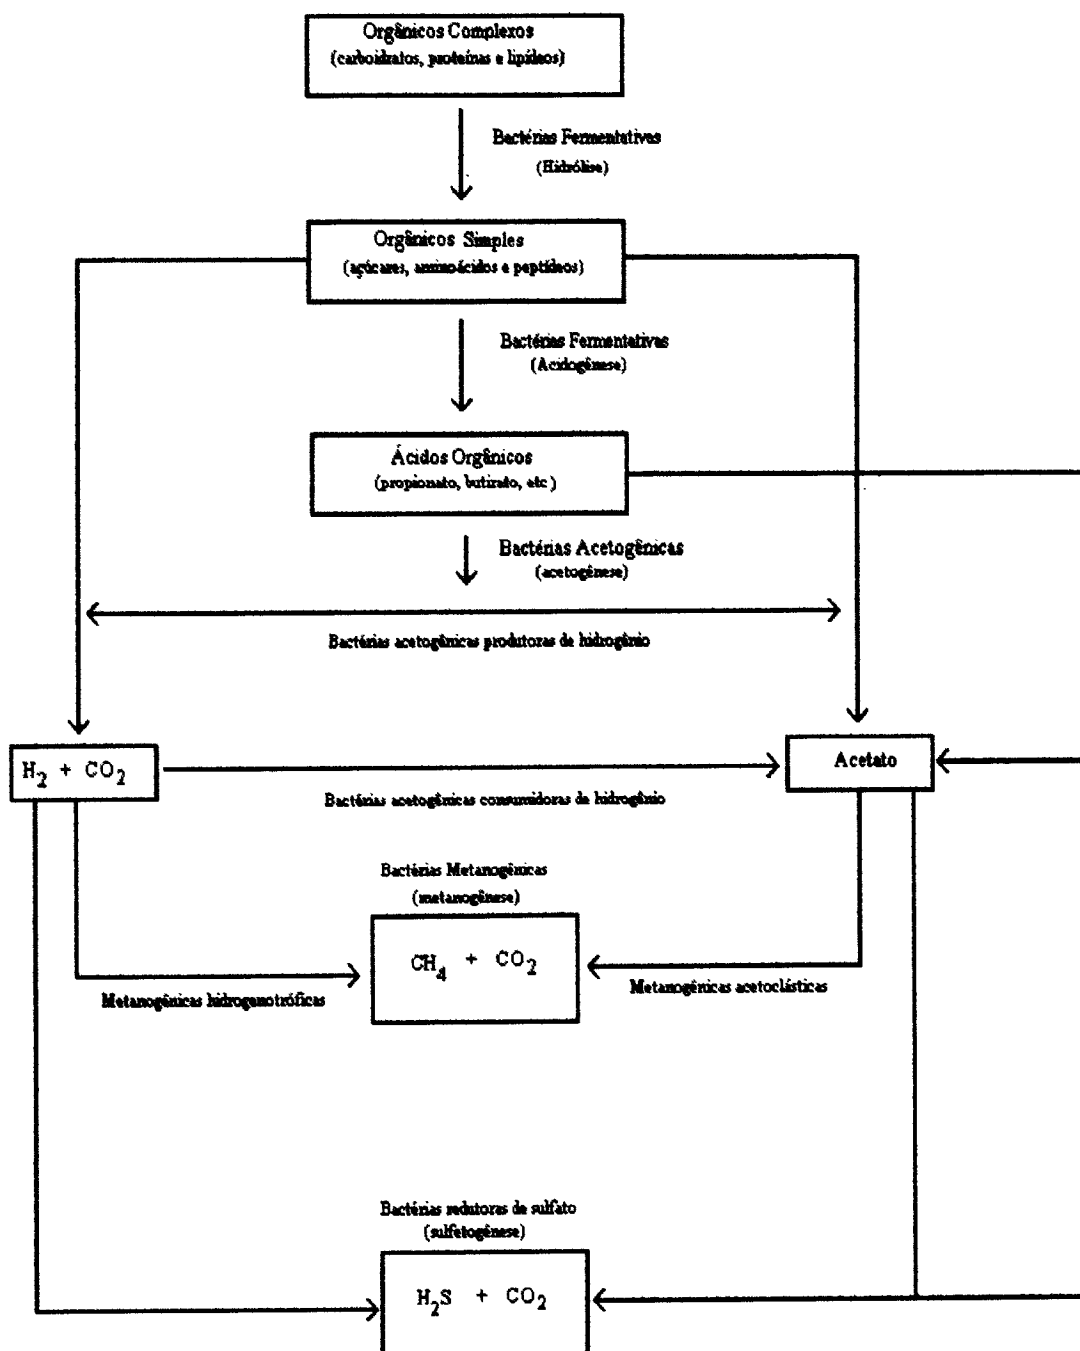 Orgânicos Complexos
(carboidratos, proteínas e lipídeos)
Bactérias Fermentativas
(Hidrólise)
Orgânicos Simples
(açúcares, aminoácidos e peptídeos)
Bactérias Fermentativas
(Acidogênese)
Ácidos Orgânicos
(propionato, butirato, etc)
Bactérias Acetogênicas
(acetogênese)
Bactérias acetogênicas produtoras de hidrogênio
H₂ + CO₂
Acetato
Bactérias acetogênicas consumidoras de hidrogênio
Bactérias Metanogênicas
(metanogênese)
CH₄ + CO₂
Metanogênicas hidrogenotróficas
Metanogênicas acetoclásticas
Bactérias redutoras de sulfato
(sulfetogênese)
H₂S + CO₂